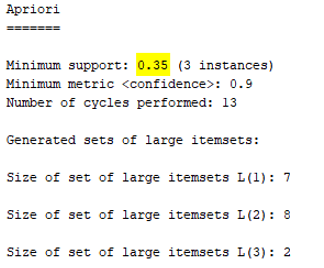 Apriori
=======
Minimum support: 0.35 (3 instances)
Minimum metric <confidence>: 0.9
Number of cycles performed: 13
Generated sets of large itemsets:
Size of set of large itemsets L(1): 7
Size of set of large itemsets L(2): 8
Size of set of large itemsets L(3): 2